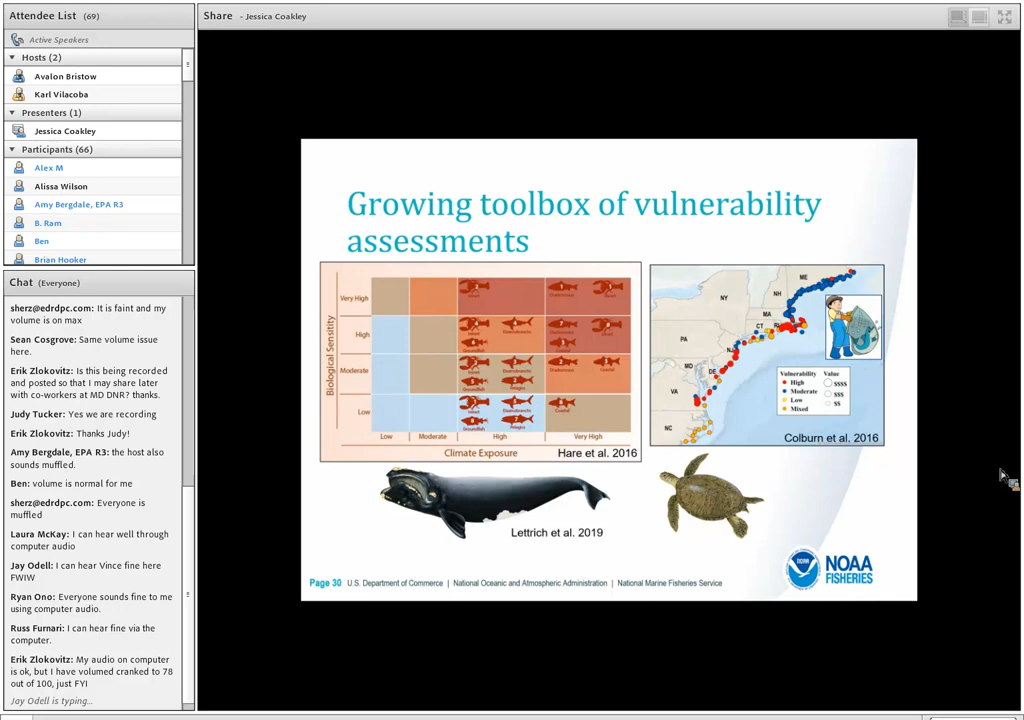 Attendee List (69)
Active Speakers
Hosts (2)
Avalon Bristow
Karl Vilacoba
Presenters (1)
Jessica Coakley
Participants (66)
Alex M
Alissa Wilson
Amy Bergdale, EPA R3
B. Ram
Ben
Brian Hooker
Chat (Everyone)
sherz@edrdpc.com: It is faint and my
volume is on max
Sean Cosgrove: Same volume issue
here.
Erik Zlokovitz: Is this being recorded
and posted so that I may share later
with co-workers at MD DNR? thanks.
Judy Tucker: Yes we are recording
Erik Zlokovitz: Thanks Judy!
Amy Bergdale, EPA R3: the host also
sounds muffled.
Ben: volume is normal for me
sherz@edrdpc.com: Everyone is
muffled
Laura McKay: I can hear well through
computer audio
Jay Odell: I can hear Vince fine here
FWIW
Ryan Ono: Everyone sounds fine to me
using computer audio.
Russ Furnari: I can hear fine via the
computer.
Erik Zlokovitz: My audio on computer
is ok, but I have volumed cranked to 78
out of 100, just FYI
Jay Odell is typing...
Share - Jessica Coakley
Growing toolbox of vulnerability
assessments
Biological Sensitivity
Very High
High
Moderate
Low
Low Moderate High Very High
Climate Exposure
Hare et al. 2016
ME
NH
NY
MA
CT
PA
NJ
MD
DE
VA
NC
Vulnerability Value
High $$$$
Moderate $$$
Low $$
Mixed
Colburn et al. 2016
Lettrich et al. 2019
NOAA
FISHERIES
Page 30 U.S. Department of Commerce | National Oceanic and Atmospheric Administration | National Marine Fisheries Service